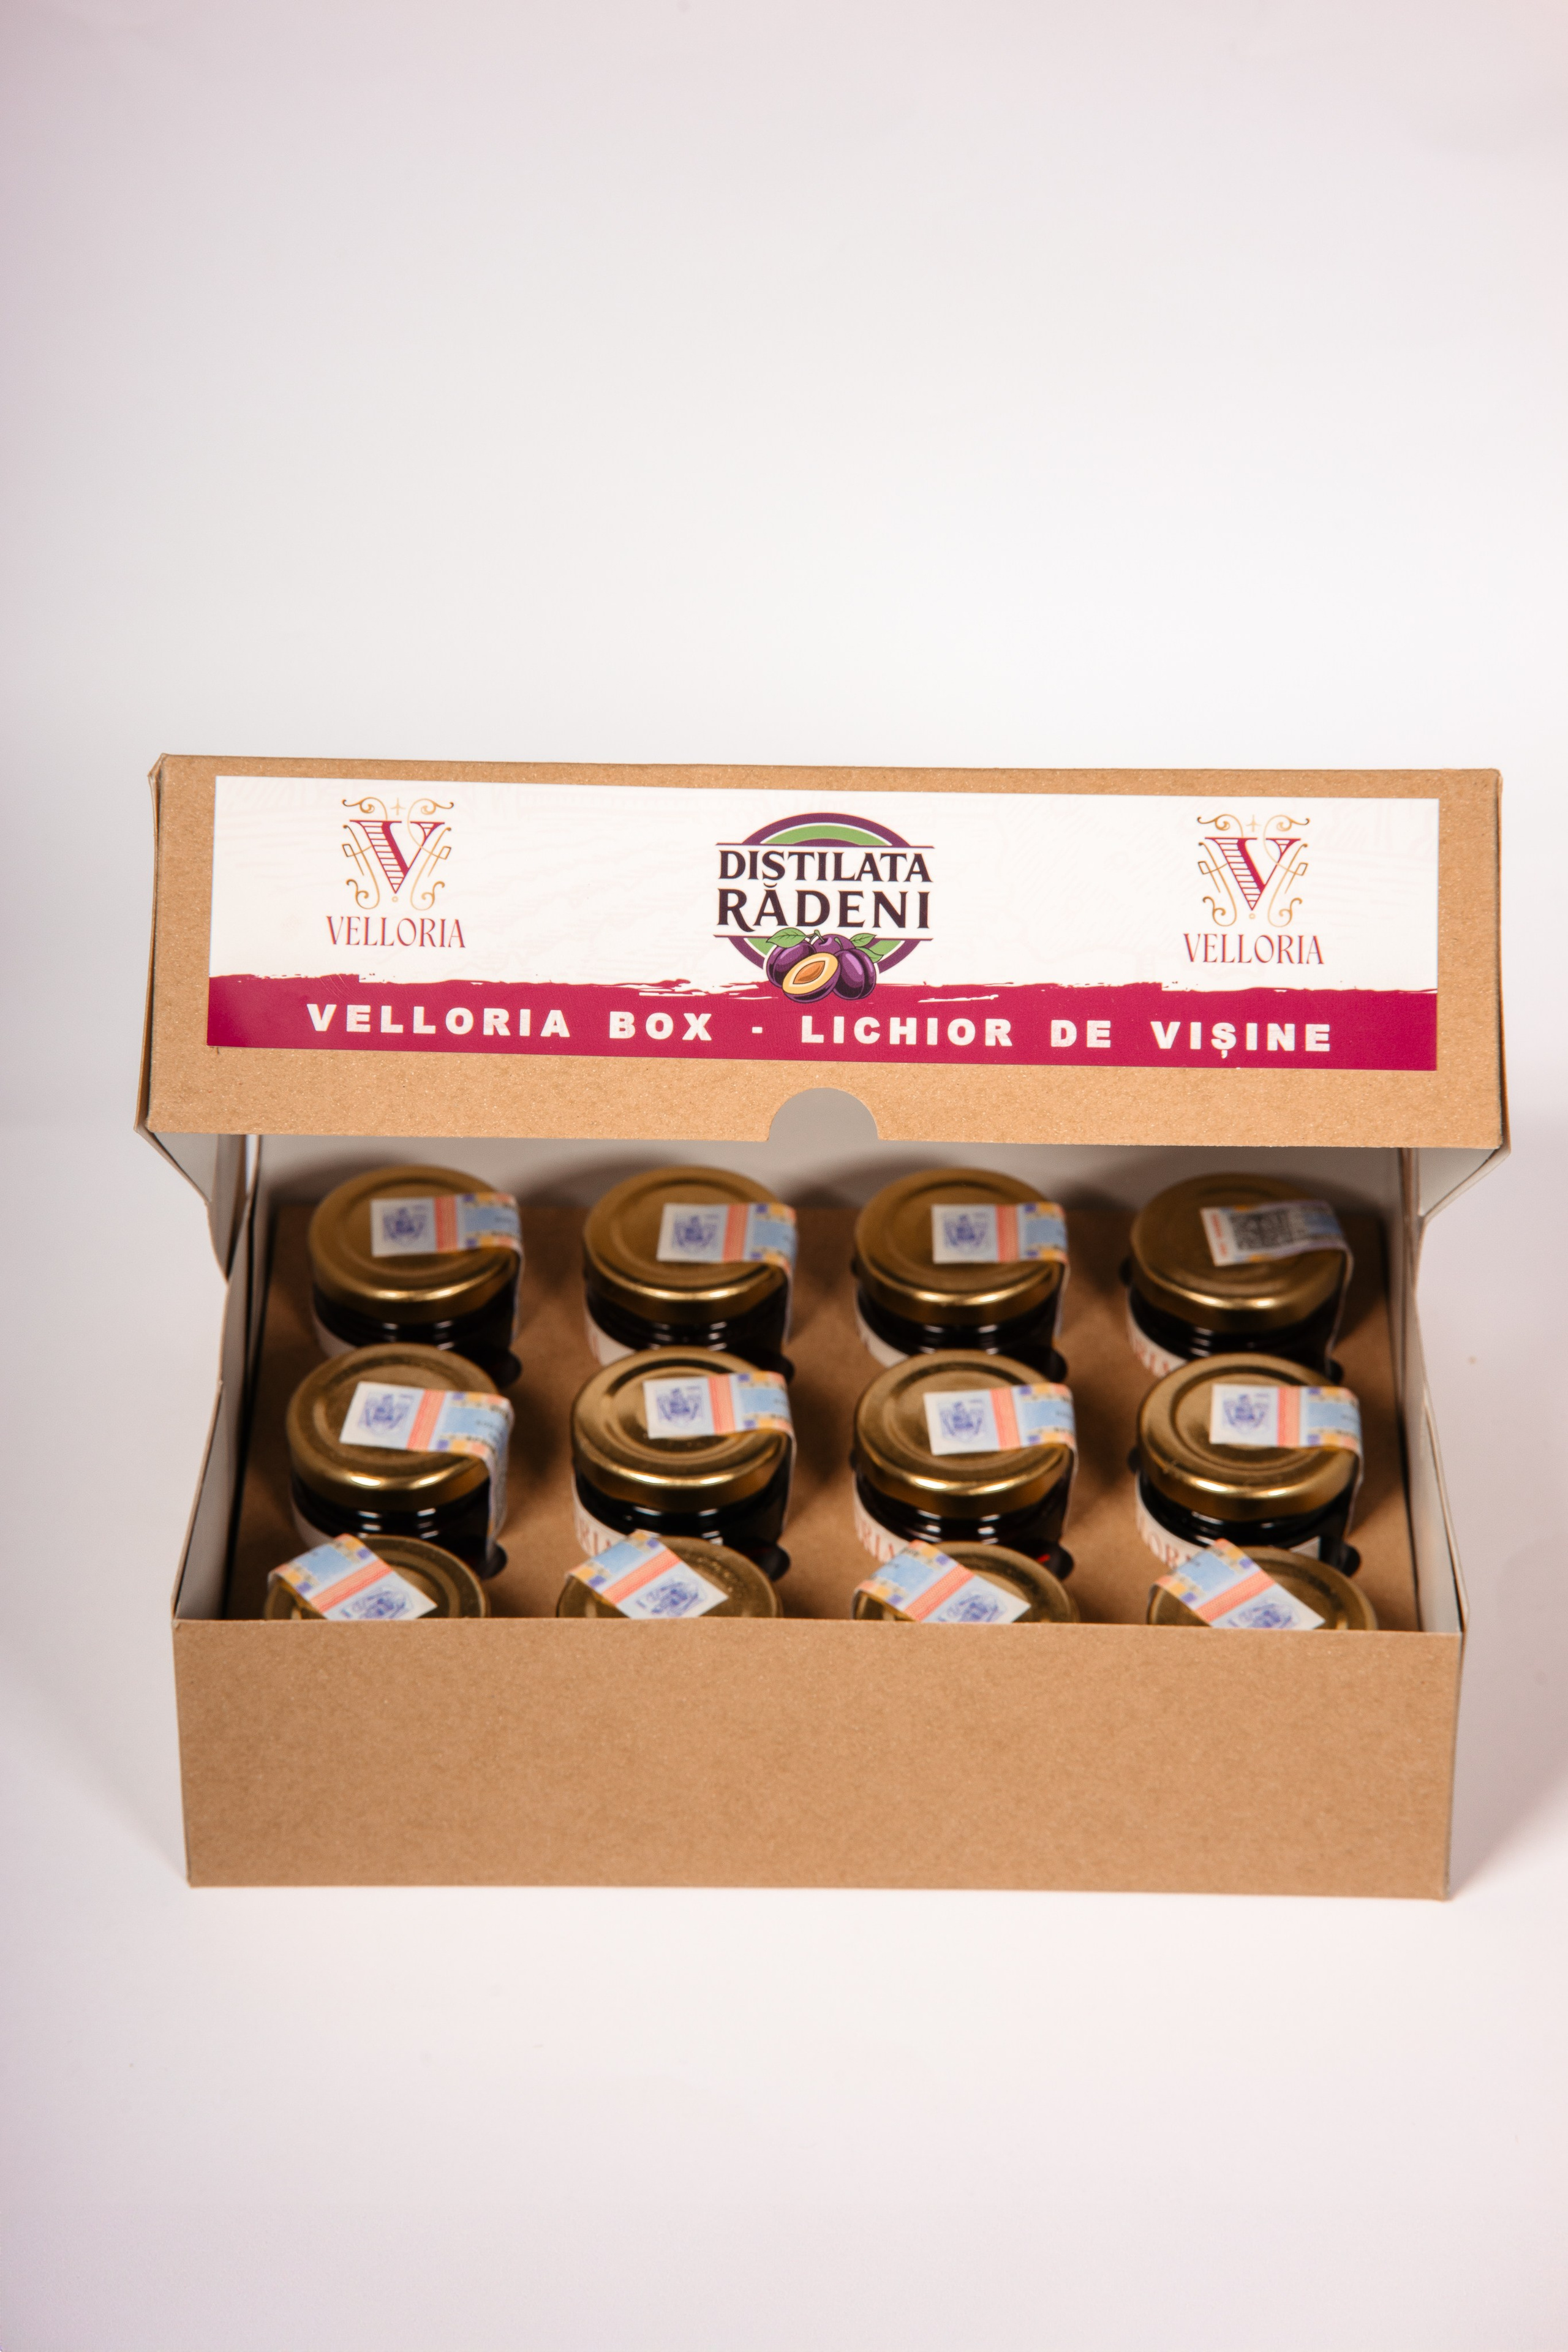 VELLORIA
DISTILATA
RĂDENI
VELLORIA
VELLORIA BOX - LICHIOR DE VIȘINE